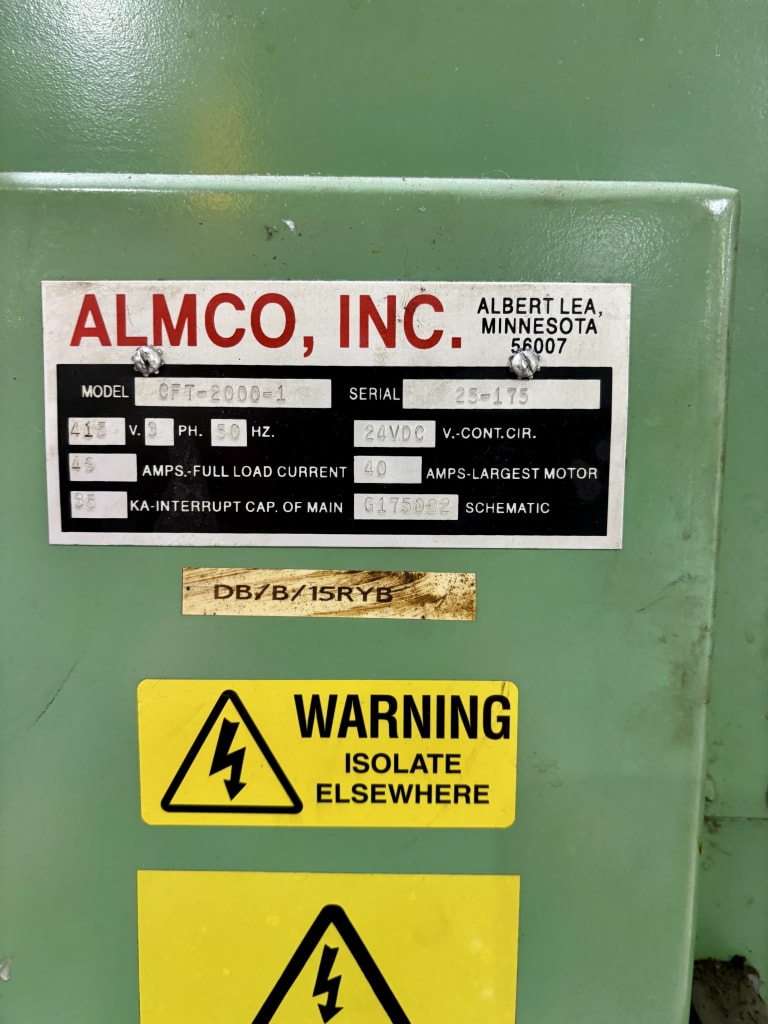 ALMCO, INC. ALBERT LEA, MINNESOTA 56007
MODEL CFT-2000-1 SERIAL 25-175
415 V. 3 PH. 50 HZ. 24VDC V.-CONT.CIR.
45 AMPS.-FULL LOAD CURRENT 40 AMPS-LARGEST MOTOR
35 KA-INTERRUPT CAP. OF MAIN SCHEMATIC
DB/B/15RYB
WARNING
ISOLATE
ELSEWHERE